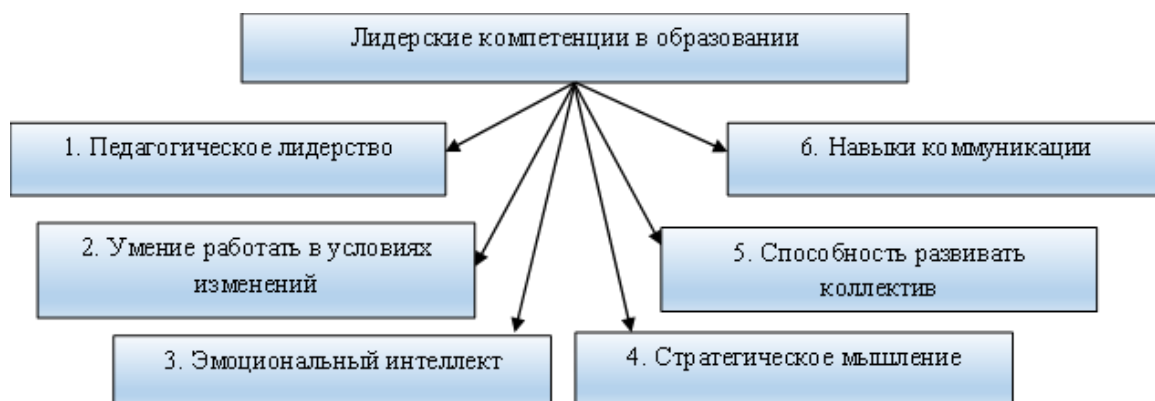 Лидерские компетенции в образовании
1. Педагогическое лидерство
6. Навыки коммуникации
2. Умение работать в условиях
изменений
5. Способность развивать
коллектив
3. Эмоциональный интеллект
4. Стратегическое мышление